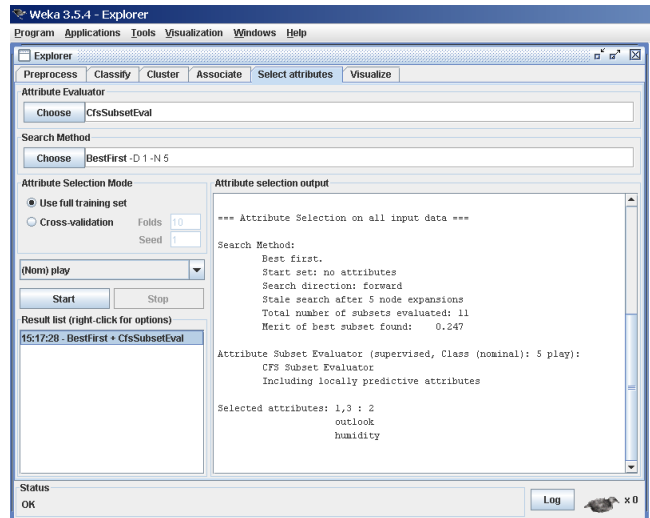 Weka 3.5.4 - Explorer
Program Applications Tools Visualization Windows Help
Explorer
Preprocess Classify Cluster Associate Select attributes Visualize
Attribute Evaluator
Choose CfsSubsetEval
Search Method
Choose BestFirst -D 1 -N 5
Attribute Selection Mode
Use full training set
Cross-validation Folds 10
Seed 1
(Nom) play
Start Stop
Result list (right-click for options)
15:17:28 - BestFirst + CfsSubsetEval
Attribute selection output
=== Attribute Selection on all input data ===
Search Method:
Best first.
Start set: no attributes
Search direction: forward
Stale search after 5 node expansions
Total number of subsets evaluated: 11
Merit of best subset found: 0.247
Attribute Subset Evaluator (supervised, Class (nominal): 5 play):
CFS Subset Evaluator
Including locally predictive attributes
Selected attributes: 1,3 : 2
outlook
humidity
Status
OK
Log x 0